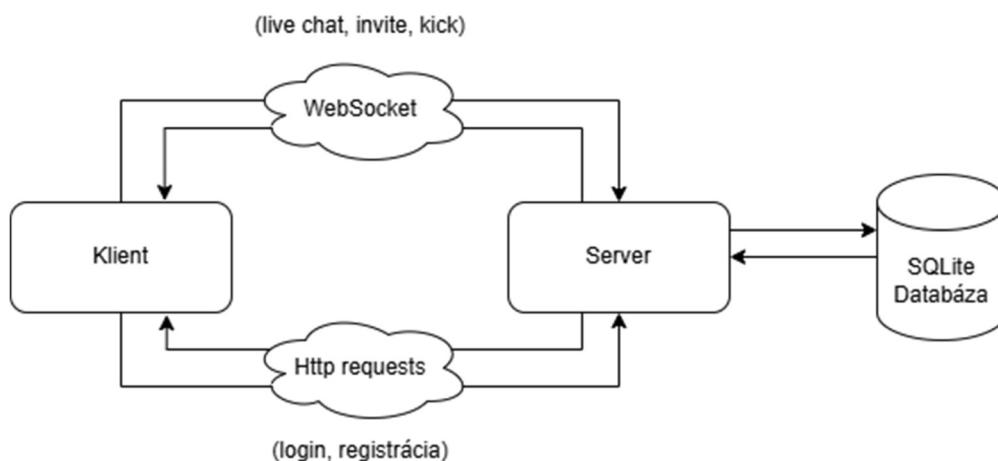 (live chat, invite, kick)
WebSocket
Klient
Server
SQLite
Databáza
Http requests
(login, registrácia)